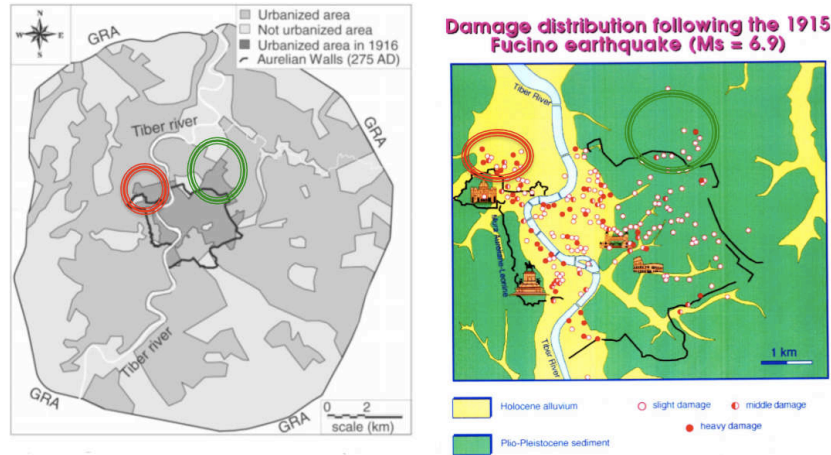 Urbanized area
Not urbanized area
Urbanized area in 1916
Aurelian Walls (275 AD)
N
W E
S
GRA
Tiber river
GRA
Tiber river
GRA
GRA
0 2
scale (km)
Damage distribution following the 1915
Fucino earthquake (Ms = 6.9)
Tiber River
Tiber River
1 km
Holocene alluvium
slight damage
middle damage
heavy damage
Plio-Pleistocene sediment